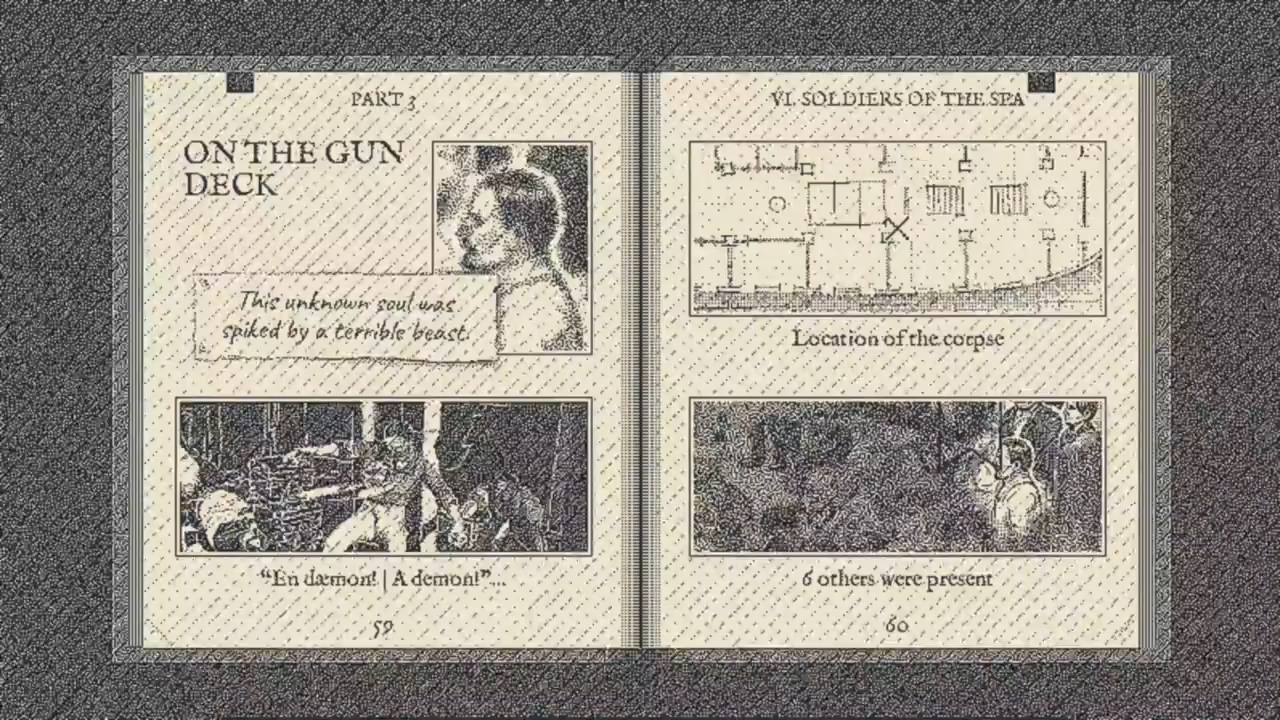 PART 3
ON THE GUN
DECK
This unknown soul was
spiked by a terrible beast.
“En dæmon! | A demon!”...
59
VI. SOLDIERS OF THE SEA
Location of the corpse
6 others were present
60